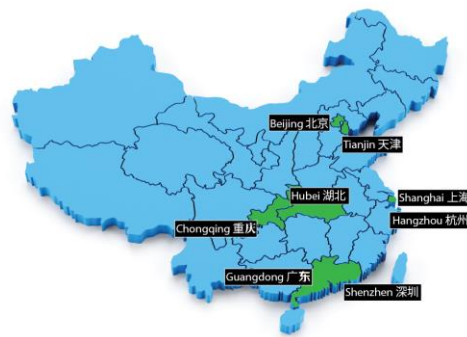 Beijing 北京
Tianjin 天津
Hubei 湖北
Shanghai 上海
Chongqing 重庆
Hangzhou 杭州
Guangdong 广东
Shenzhen 深圳